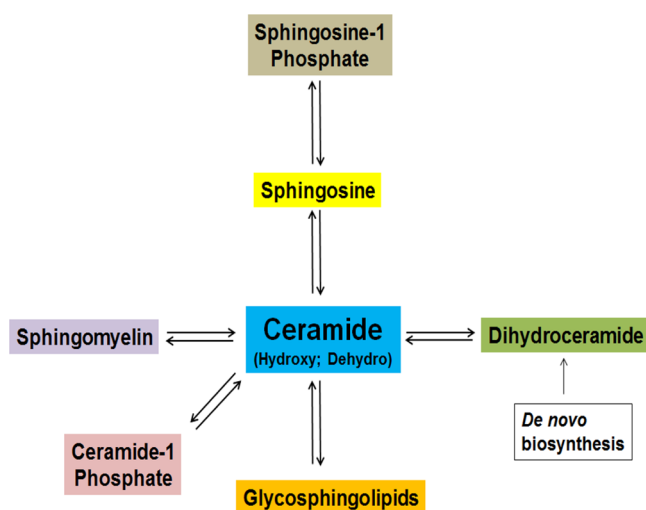 Sphingosine-1
Phosphate
Sphingosine
Sphingomyelin
Ceramide
(Hydroxy; Dehydro)
Dihydroceramide
De novo
biosynthesis
Ceramide-1
Phosphate
Glycosphingolipids